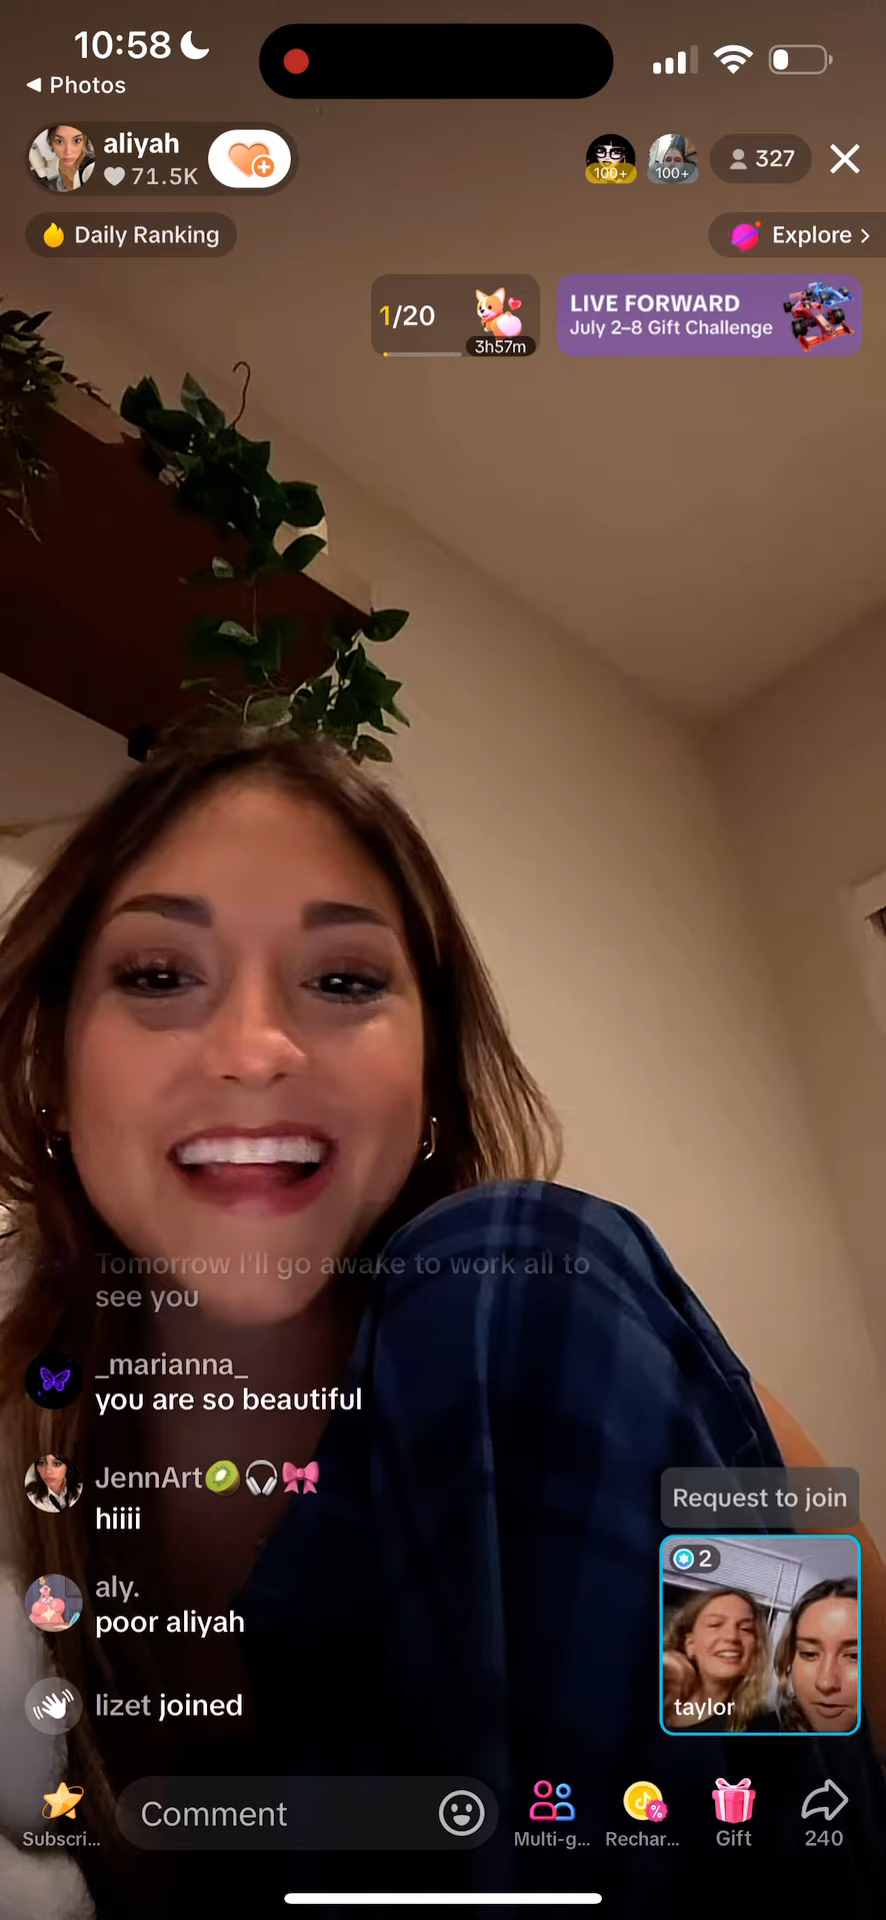 10:58
Photos
aliyah
71.5K
100+
100+
327
Daily Ranking
Explore
1/20
3h57m
LIVE FORWARD
July 2–8 Gift Challenge
Tomorrow I'll go awake to work all to
see you
_marianna_
you are so beautiful
JennArt🥝🎧🎀
hiiii
aly.
poor aliyah
lizet joined
Request to join
2
taylor
Subscri...
Comment
Multi-g...
Rechar...
Gift
240